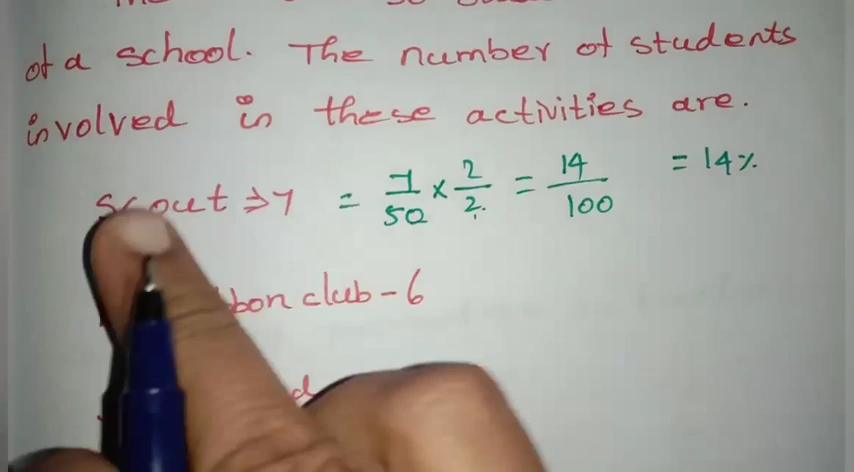 of a school. The number of students
involved in these activities are.
scout ⇒ 7 = 7/50 × 2/2 = 14/100 = 14%
bon club - 6